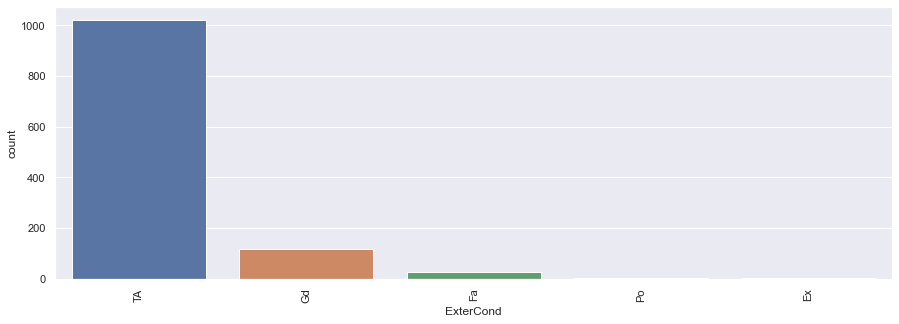 1000
800
600
400
200
0
count
TA
Gd
Fa
Po
Ex
ExterCond